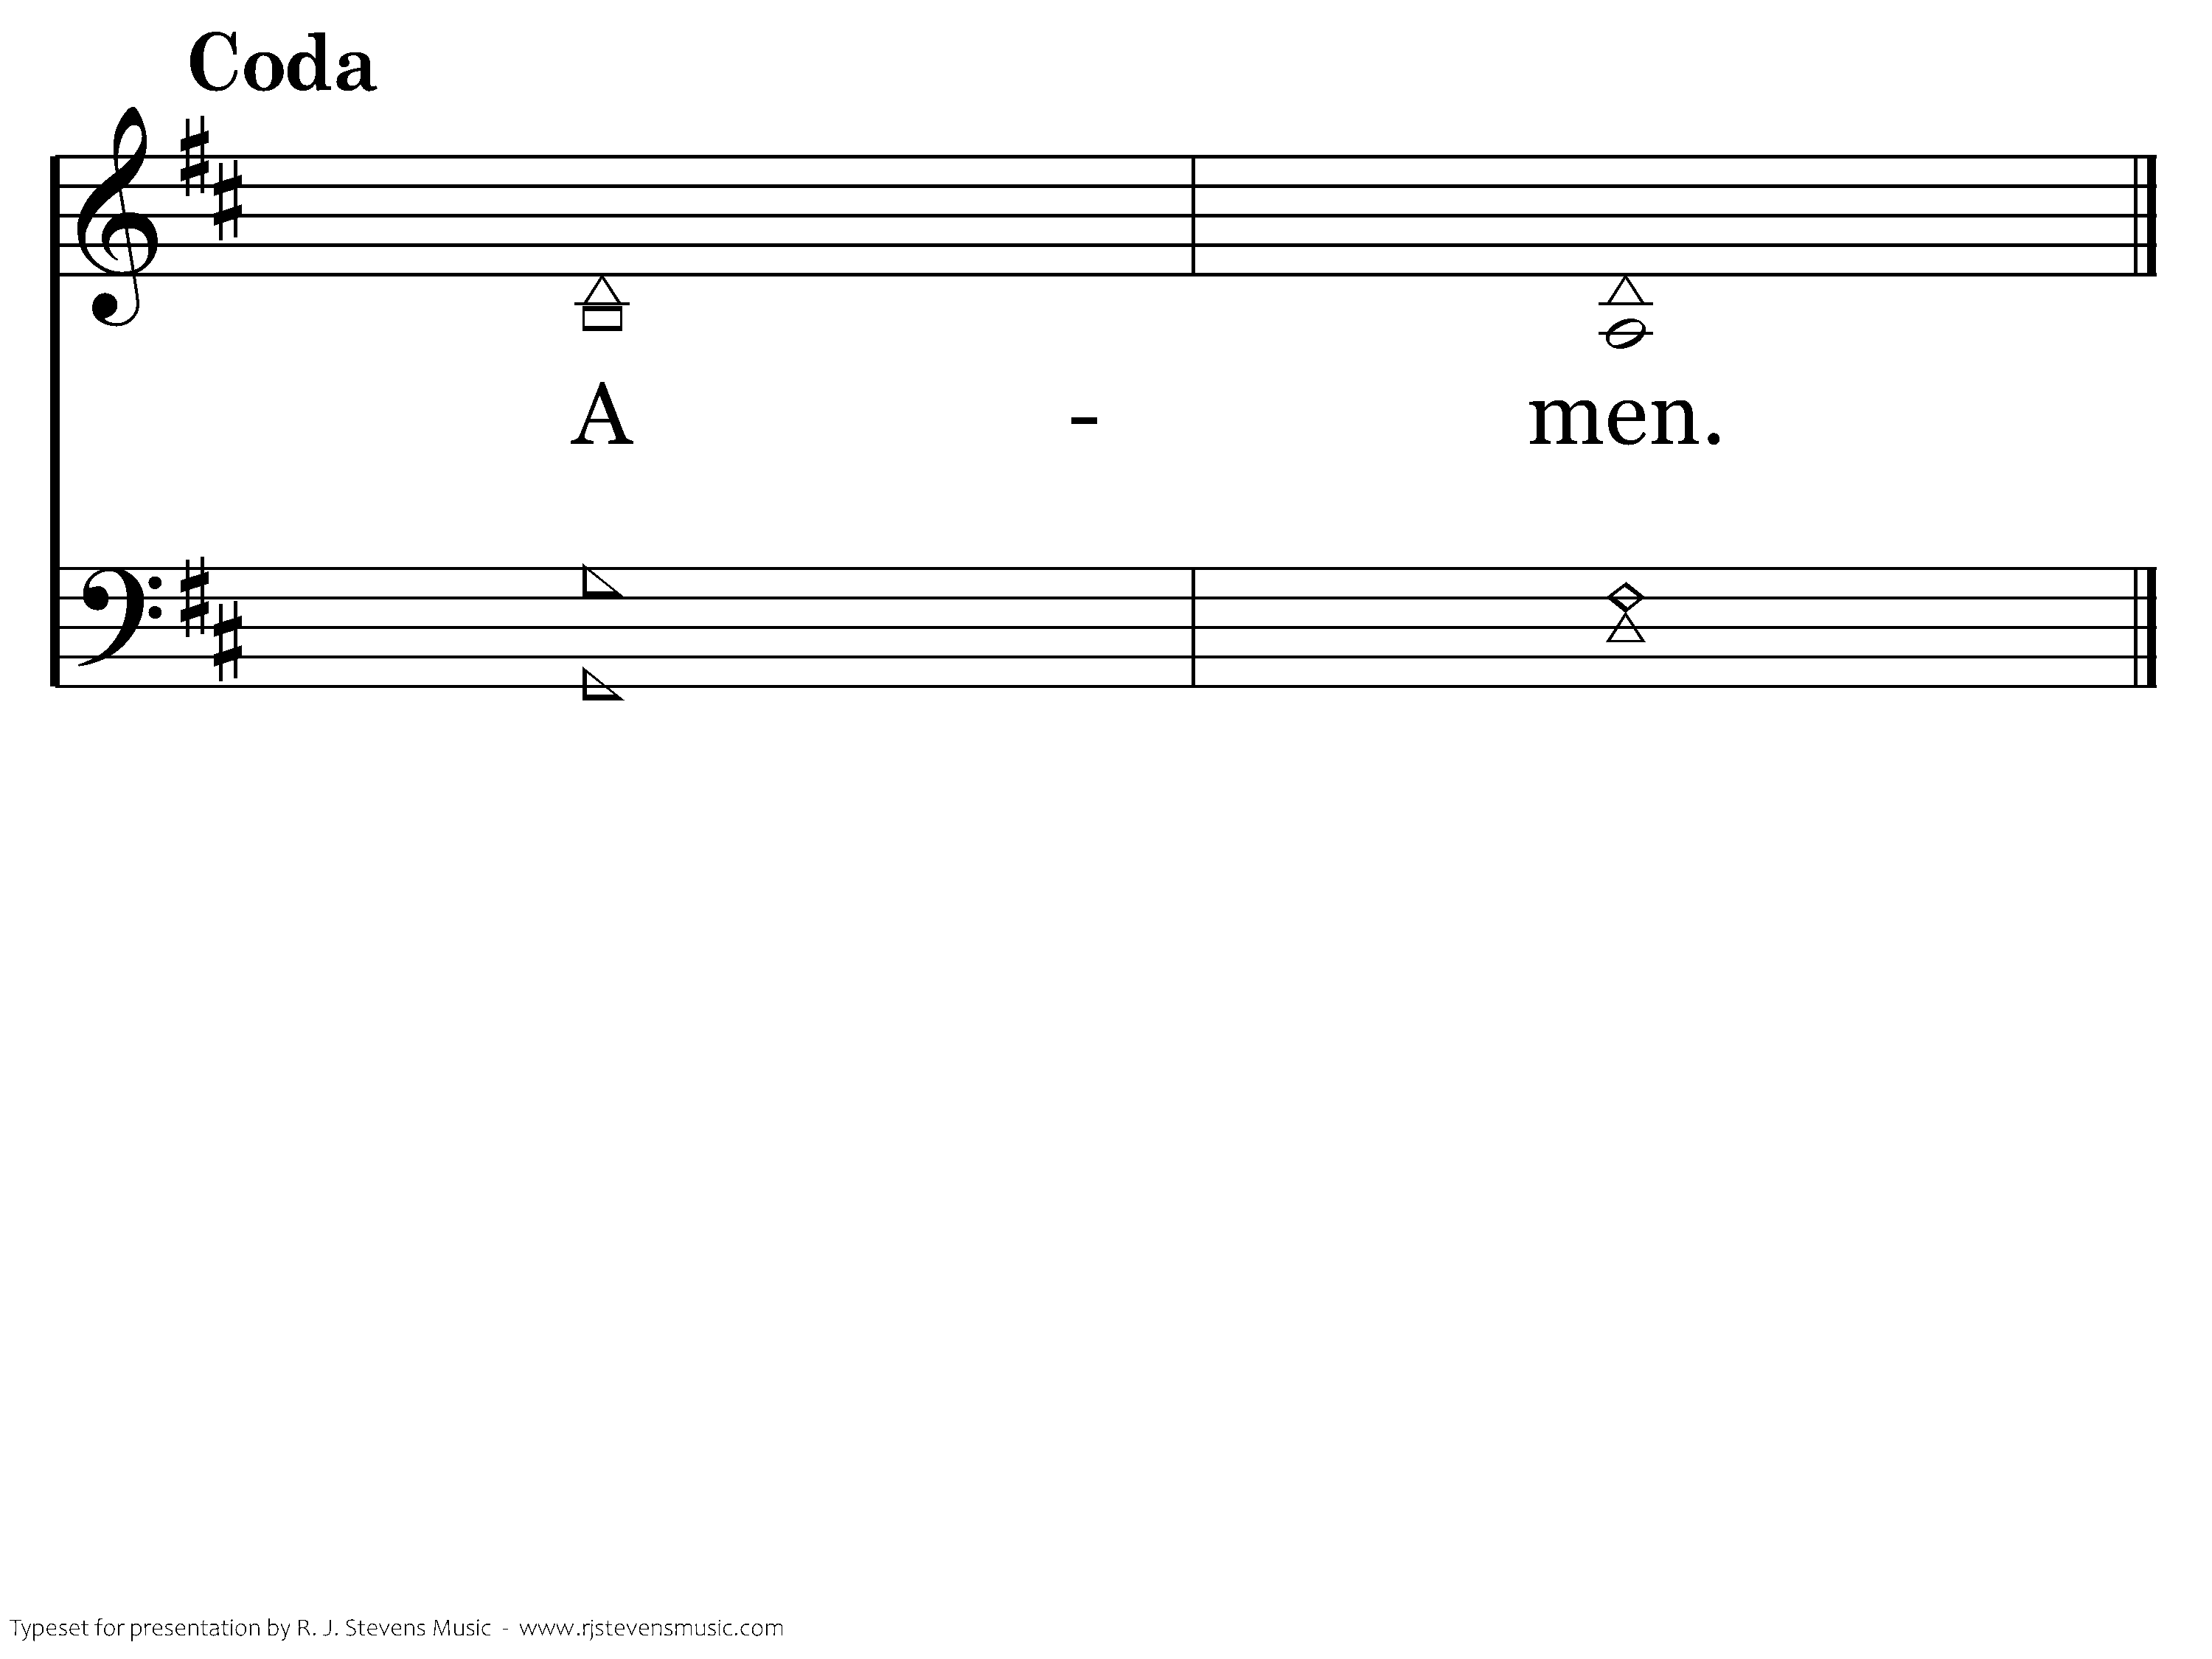 Coda
A - men.
Typeset for presentation by R. J. Stevens Music - www.rjstevensmusic.com